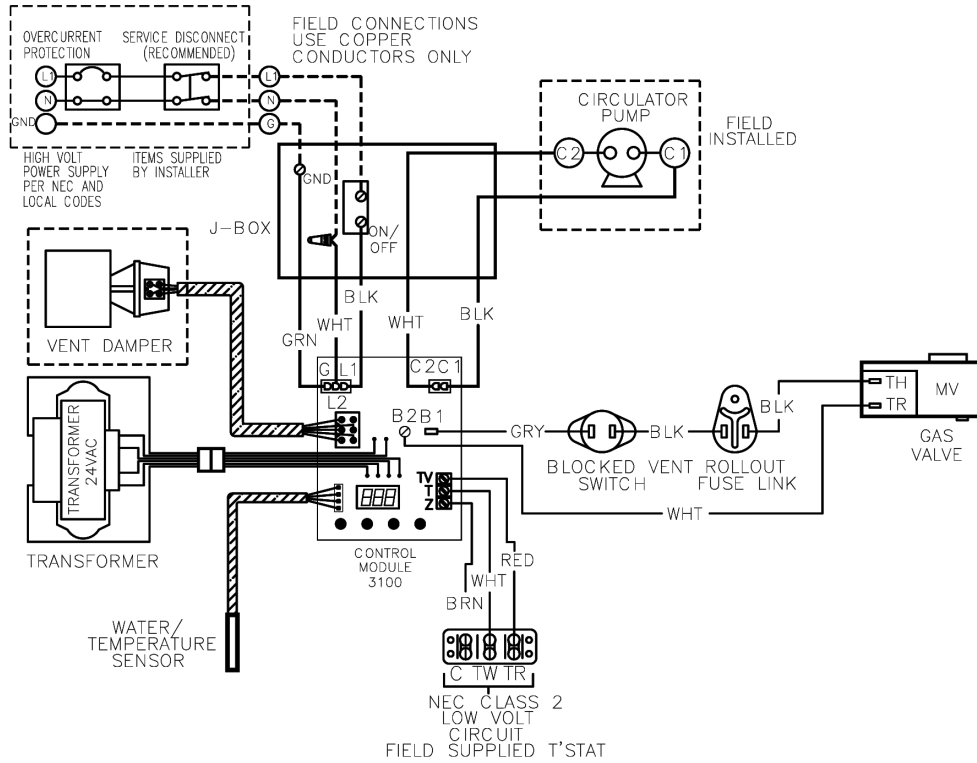 OVERCURRENT
PROTECTION
SERVICE DISCONNECT
(RECOMMENDED)
FIELD CONNECTIONS
USE COPPER
CONDUCTORS ONLY
L1
L1
N
N
GND
G
HIGH VOLT
POWER SUPPLY
PER NEC AND
LOCAL CODES
ITEMS SUPPLIED
BY INSTALLER
CIRCULATOR
PUMP
C2
C1
FIELD
INSTALLED
GND
J-BOX
ON/
OFF
BLK
WHT
GRN
WHT
BLK
VENT DAMPER
G L1
L2
C2C1
B2B1
GRY
BLK
BLK
BLOCKED VENT
SWITCH
ROLLOUT
FUSE LINK
TH
TR
MV
GAS
VALVE
WHT
TRANSFORMER
24VAC
TRANSFORMER
888
TV
T
Z
CONTROL
MODULE
3100
RED
WHT
BRN
WATER/
TEMPERATURE
SENSOR
C TW TR
NEC CLASS 2
LOW VOLT
CIRCUIT
FIELD SUPPLIED T'STAT